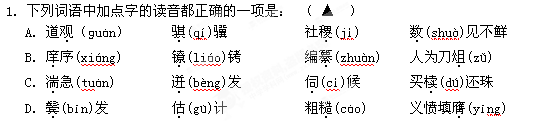 1. 下列词语中加点字的读音都正确的一项是: ( ▲ )
A. 道观 (guán) 骐(qí)骥 社稷(jì) 数(shuò)见不鲜
B. 庠序(xiáng) 镣(liáo)铐 编纂(zhuàn) 人为刀俎(zǔ)
C. 湍急(tuān) 迸(bèng)发 伺(cì)候 买椟(dú)还珠
D. 鬓(bìn)发 估(gū)计 粗糙(cāo) 义愤填膺(yīng)